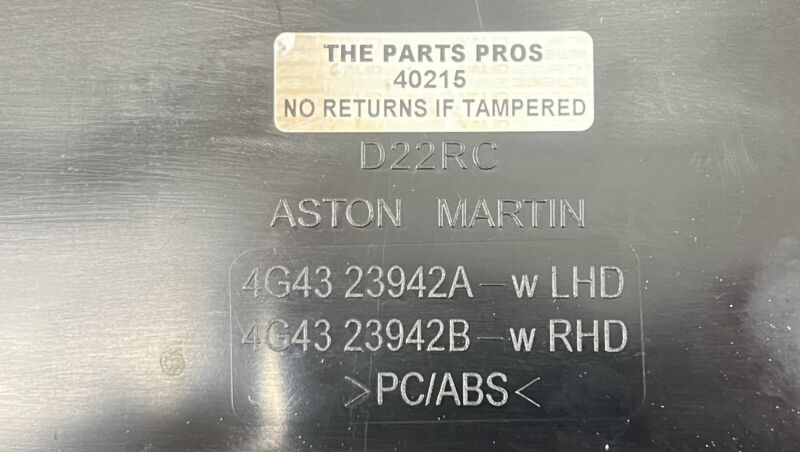 THE PARTS PROS
40215
NO RETURNS IF TAMPERED
D22RC
ASTON MARTIN
4G43 23942A - w LHD
4G43 23942B - w RHD
>PC/ABS<